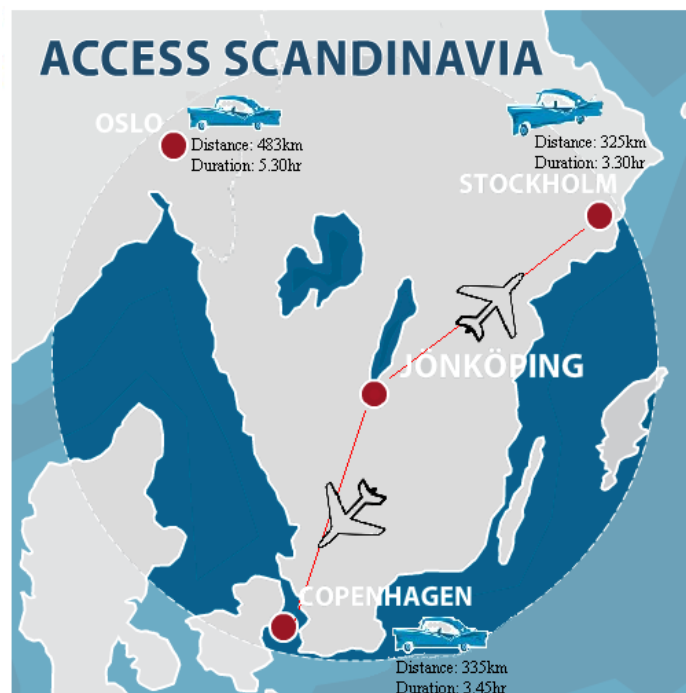 ACCESS SCANDINAVIA
OSLO
Distance: 483km
Duration: 5.30hr
Distance: 325km
Duration: 3.30hr
STOCKHOLM
JÖNKÖPING
COPENHAGEN
Distance: 335km
Duration: 3.45hr